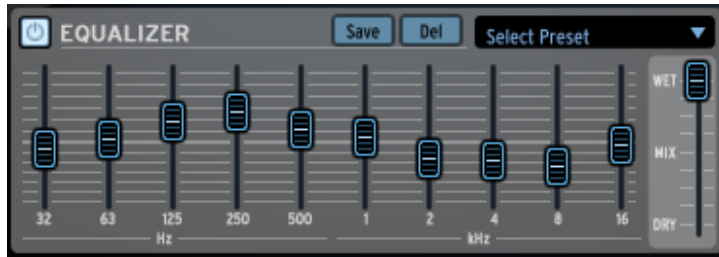 EQUALIZER Save Del Select Preset
WET
MIX
DRY
32 63 125 250 500 1 2 4 8 16
Hz kHz